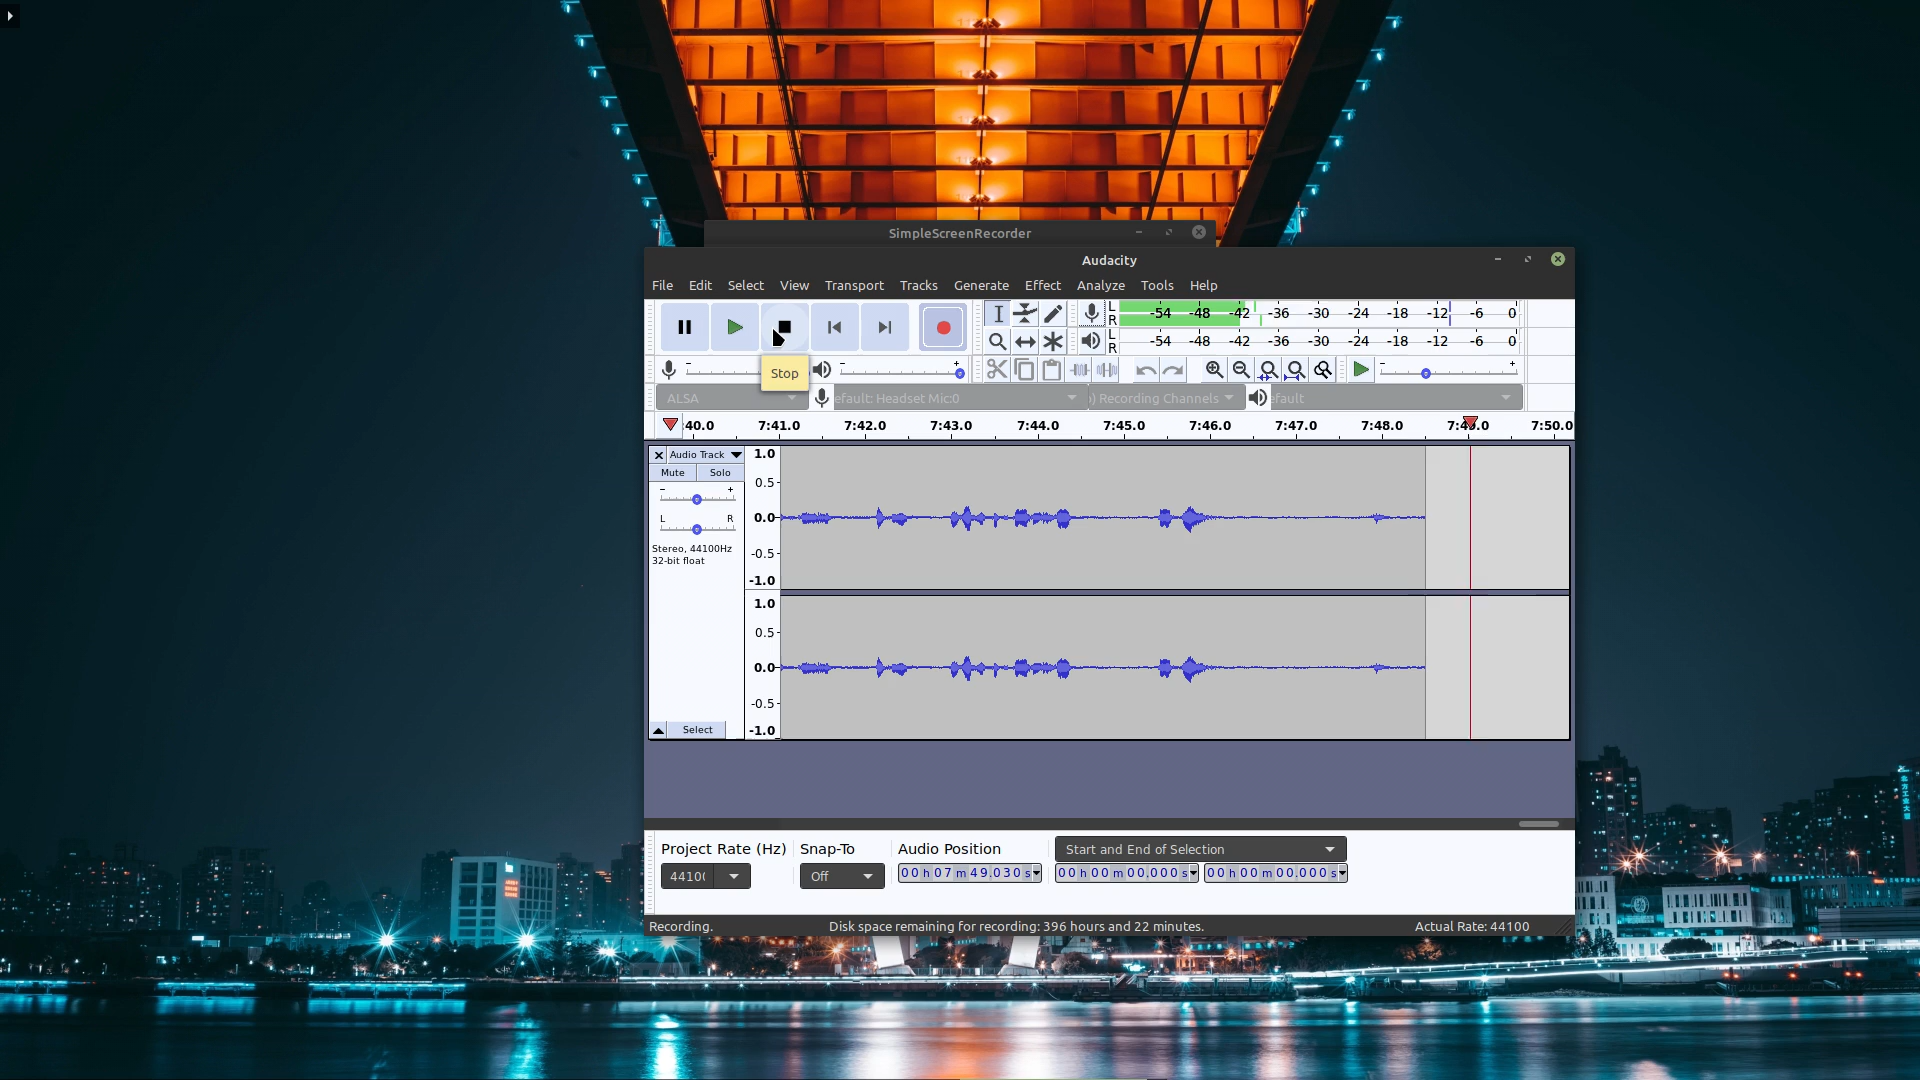 SimpleScreenRecorder
Audacity
File Edit Select View Transport Tracks Generate Effect Analyze Tools Help
L
R
-54 -48 -42 -36 -30 -24 -18 -12 -6 0
L
R
-54 -48 -42 -36 -30 -24 -18 -12 -6 0
Stop
ALSA
efault: Headset Mic:0
) Recording Channels
efault
40.0 7:41.0 7:42.0 7:43.0 7:44.0 7:45.0 7:46.0 7:47.0 7:48.0 7:49.0 7:50.0
Audio Track
Mute Solo
- +
L R
Stereo, 44100Hz
32-bit float
Select
1.0
0.5
0.0
-0.5
-1.0
1.0
0.5
0.0
-0.5
-1.0
Project Rate (Hz) Snap-To Audio Position Start and End of Selection
4410 Off 00 h 07 m 49.030 s 00 h 00 m 00.000 s 00 h 00 m 00.000 s
Recording. Disk space remaining for recording: 396 hours and 22 minutes. Actual Rate: 44100